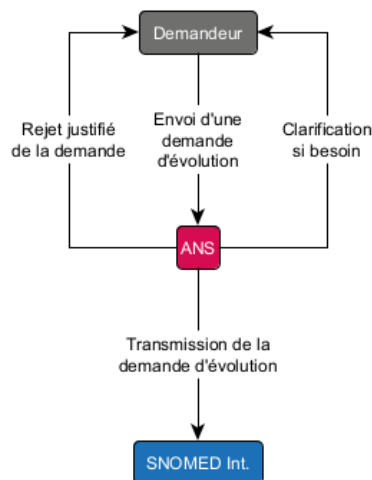 Demandeur
Rejet justifié
de la demande
Envoi d'une
demande
d'évolution
Clarification
si besoin
ANS
Transmission de la
demande d'évolution
SNOMED Int.